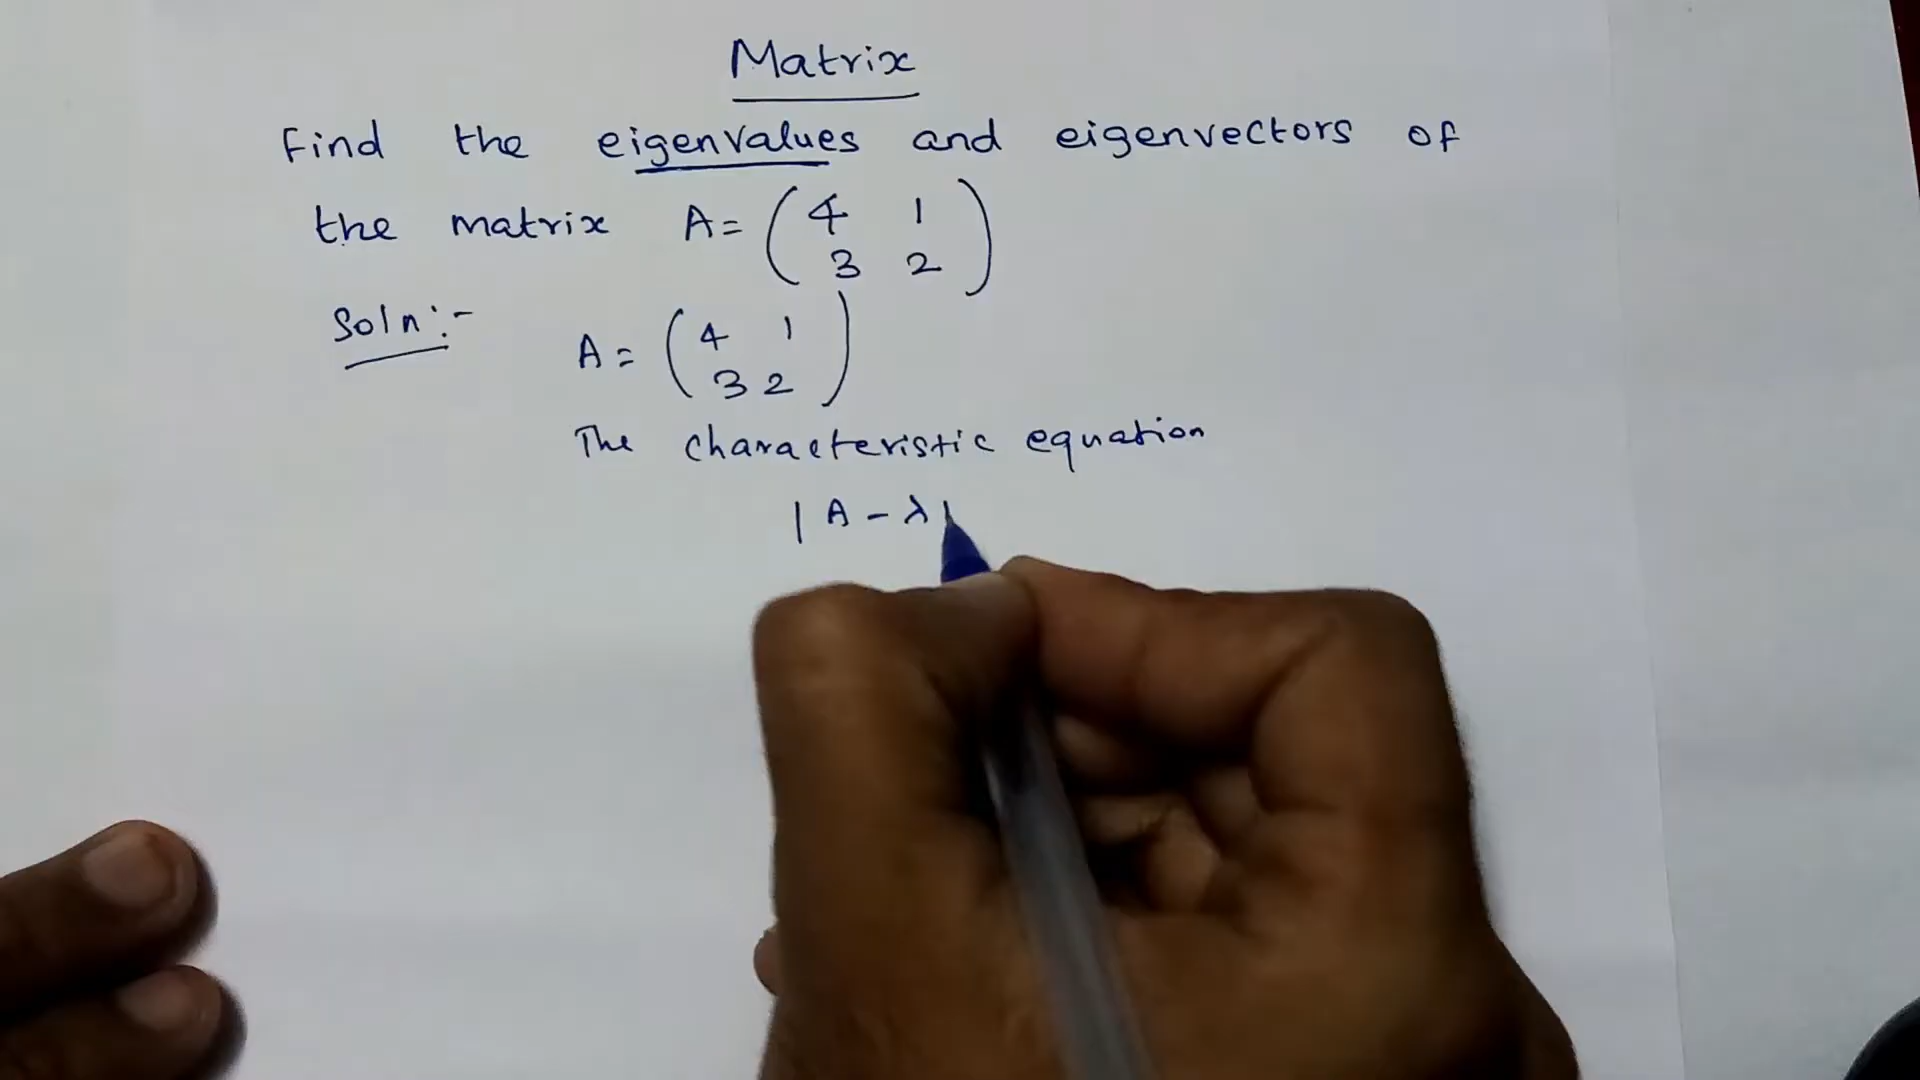 Matrix
Find the eigenvalues and eigenvectors of
the matrix A = ( 4 1
3 2 )
Soln:-
A = ( 4 1
3 2 )
The characteristic equation
| A - λI